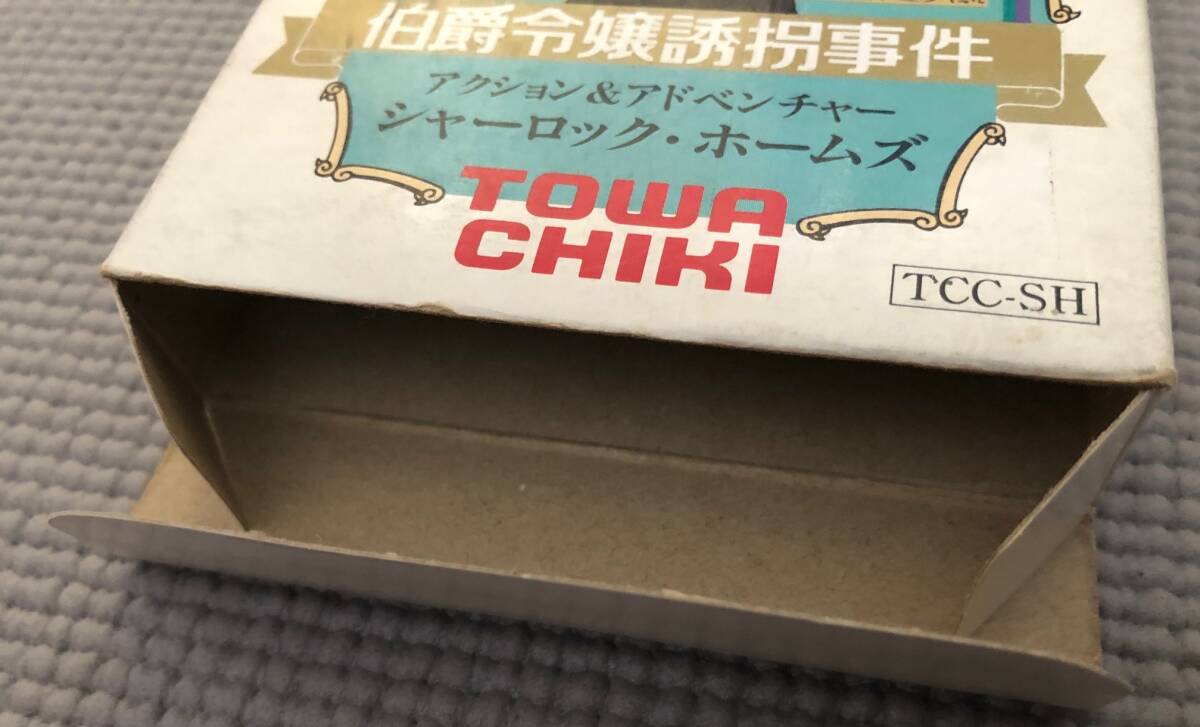 伯爵令嬢誘拐事件
アクション&アドベンチャー
シャーロック・ホームズ
TOWA
CHIKI
TCC-SH